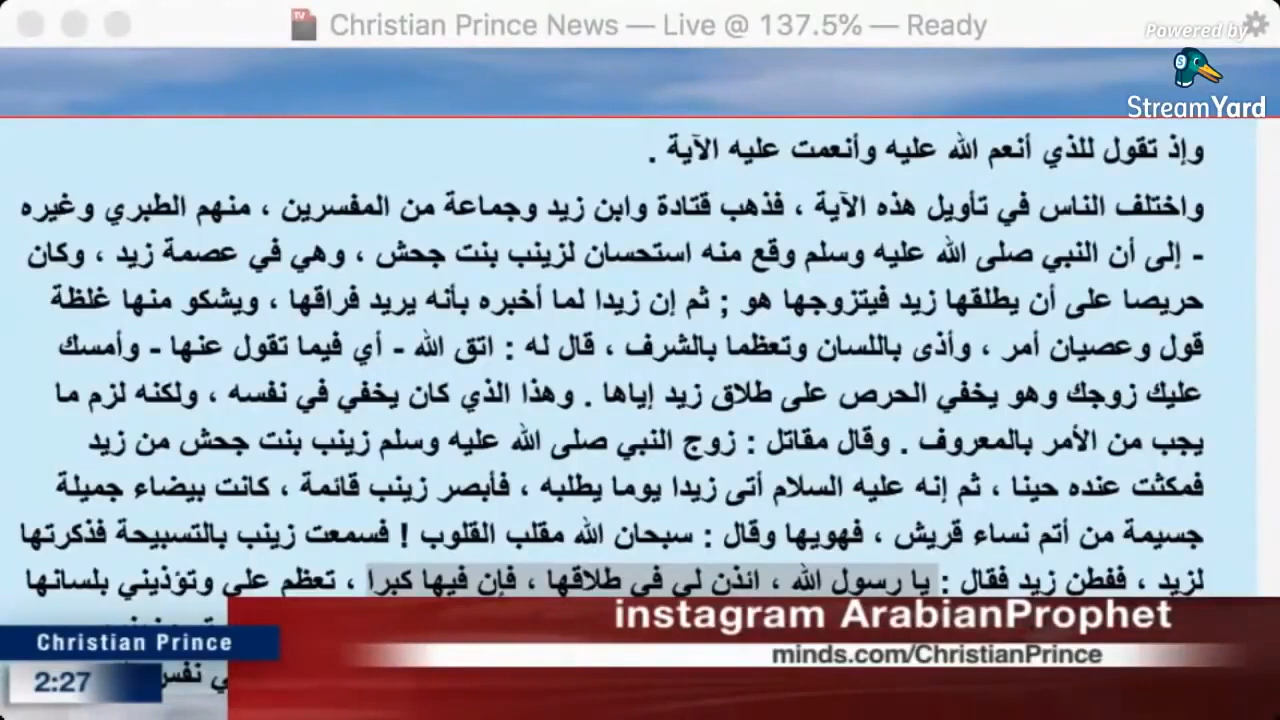 Christian Prince News — Live @ 137.5% — Ready
Powered by
StreamYard
وإذ تقول للذي أنعم الله عليه وأنعمت عليه الآية .
واختلف الناس في تأويل هذه الآية ، فذهب قتادة وابن زيد وجماعة من المفسرين ، منهم الطبري وغيره
- إلى أن النبي صلى الله عليه وسلم وقع منه استحسان لزينب بنت جحش ، وهي في عصمة زيد ، وكان
حريصا على أن يطلقها زيد فيتزوجها هو ; ثم إن زيدا لما أخبره بأنه يريد فراقها ، ويشكو منها غلظة
قول وعصيان أمر ، وأذى باللسان وتعظما بالشرف ، قال له : اتق الله - أي فيما تقول عنها - وأمسك
عليك زوجك وهو يخفي الحرص على طلاق زيد إياها . وهذا الذي كان يخفي في نفسه ، ولكنه لزم ما
يجب من الأمر بالمعروف . وقال مقاتل : زوج النبي صلى الله عليه وسلم زينب بنت جحش من زيد
فمكثت عنده حينا ، ثم إنه عليه السلام أتى زيدا يوما يطلبه ، فأبصر زينب قائمة ، كانت بيضاء جميلة
جسيمة من أتم نساء قريش ، فهويها وقال : سبحان الله مقلب القلوب ! فسمعت زينب بالتسبيحة فذكرتها
لزيد ، ففطن زيد فقال : يا رسول الله ، ائذن لي في طلاقها ، فإن فيها كبرا ، تعظم علي وتؤذيني بلسانها
instagram ArabianProphet
Christian Prince
minds.com/ChristianPrince
2:27